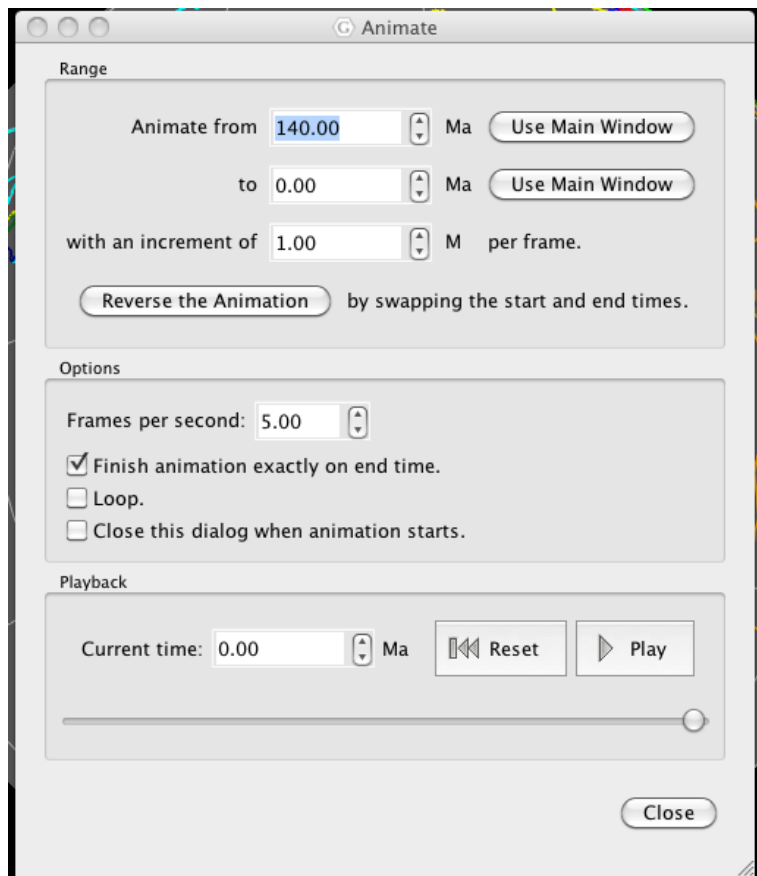 Animate
Range
Animate from 140.00 Ma Use Main Window
to 0.00 Ma Use Main Window
with an increment of 1.00 M per frame.
Reverse the Animation by swapping the start and end times.
Options
Frames per second: 5.00
Finish animation exactly on end time.
Loop.
Close this dialog when animation starts.
Playback
Current time: 0.00 Ma Reset Play
Close